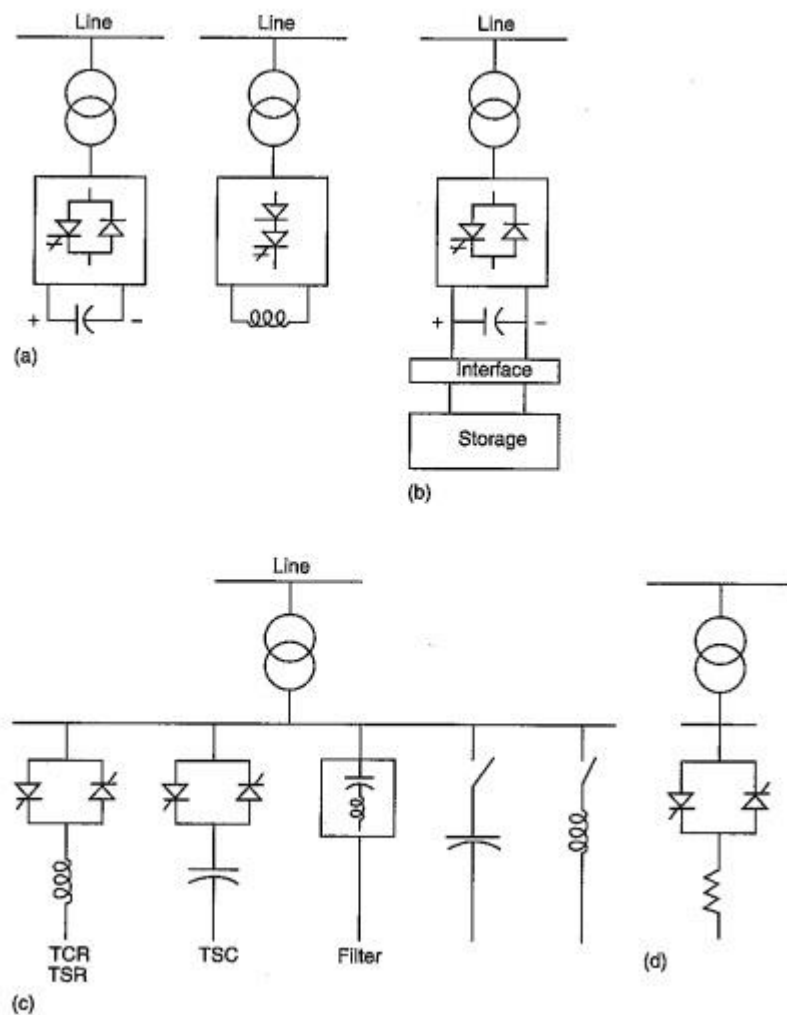 Line
Line
Line
+
-
+
-
(a)
Interface
Storage
(b)
Line
TCR
TSR
TSC
Filter
(d)
(c)